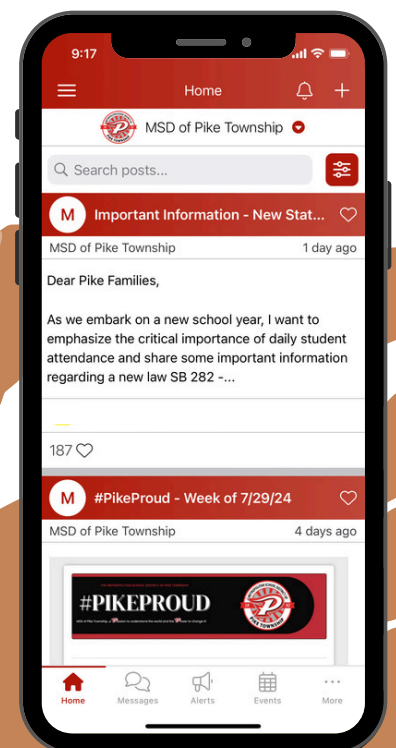 9:17
Home
MSD of Pike Township
Search posts...
M Important Information - New Stat...
MSD of Pike Township 1 day ago
Dear Pike Families,
As we embark on a new school year, I want to
emphasize the critical importance of daily student
attendance and share some important information
regarding a new law SB 282 -...
187
M #PikeProud - Week of 7/29/24
MSD of Pike Township 4 days ago
#PIKEPROUD
PIKE TOWNSHIP
Home Messages Alerts Events More